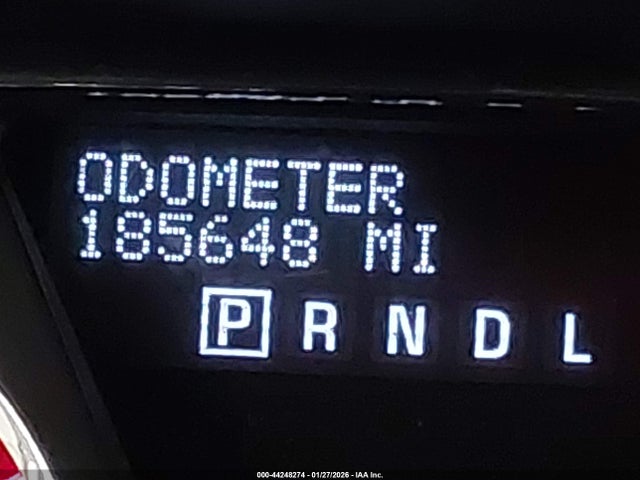 ODOMETER
185648 MI
P R N D L
000-44248274 - 01/27/2026 - IAA Inc.